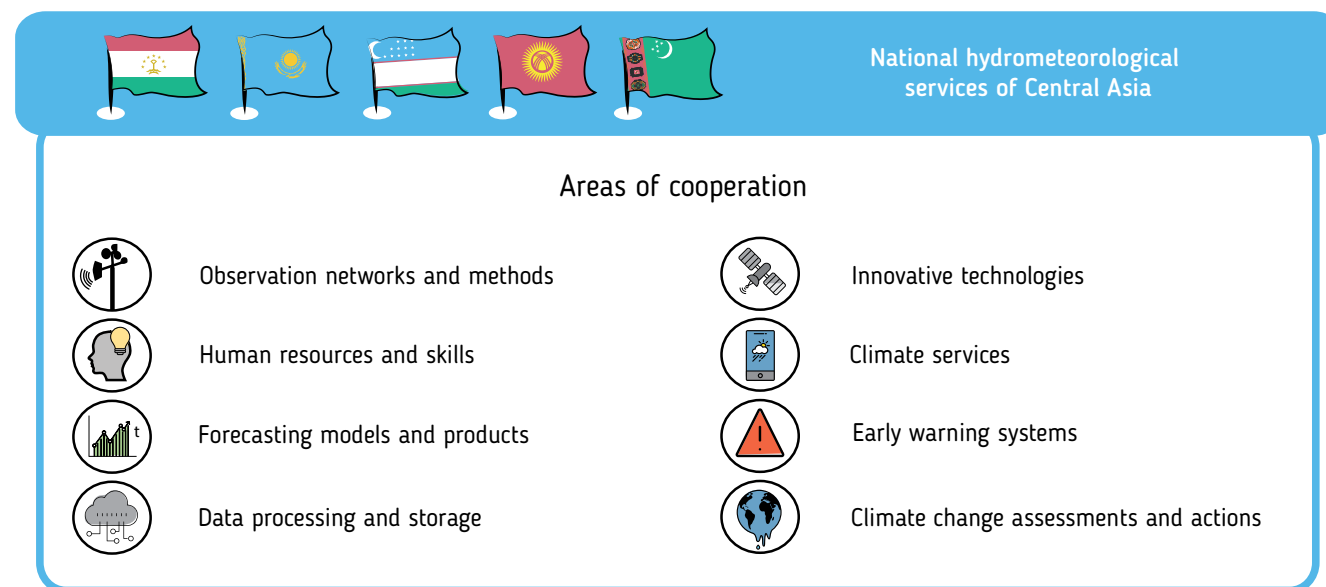 National hydrometeorological
services of Central Asia
Areas of cooperation
Observation networks and methods
Human resources and skills
t
Forecasting models and products
Data processing and storage
Innovative technologies
Climate services
Early warning systems
Climate change assessments and actions